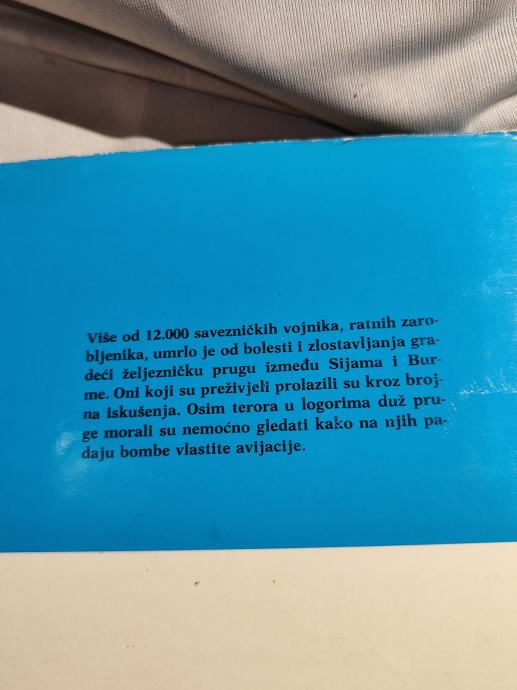 Više od 12.000 savezničkih vojnika, ratnih zaro-
bljenika, umrlo je od bolesti i zlostavljanja gra-
deći željezničku prugu između Sijama i Bur-
me. Oni koji su preživjeli prolazili su kroz broj-
na iskušenja. Osim terora u logorima duž pru-
ge morali su nemoćno gledati kako na njih pa-
daju bombe vlastite avijacije.